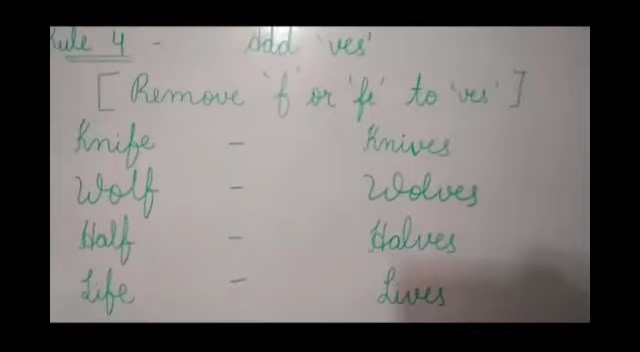 Rule 4 - Add 'ves'
[ Remove 'f' or 'fe' to 'ves' ]
Knife - Knives
Wolf - Wolves
Half - Halves
Life - Lives